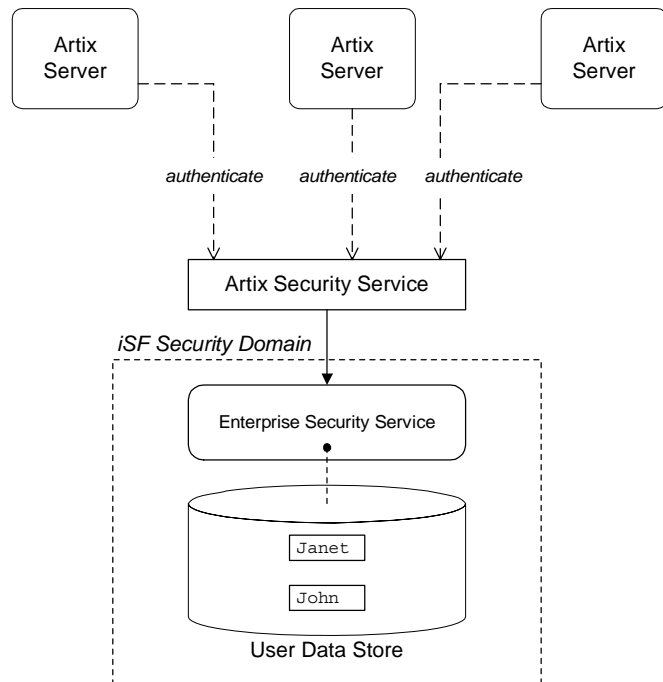 Artix
Server
Artix
Server
Artix
Server
authenticate
authenticate
authenticate
Artix Security Service
iSF Security Domain
Enterprise Security Service
Janet
John
User Data Store